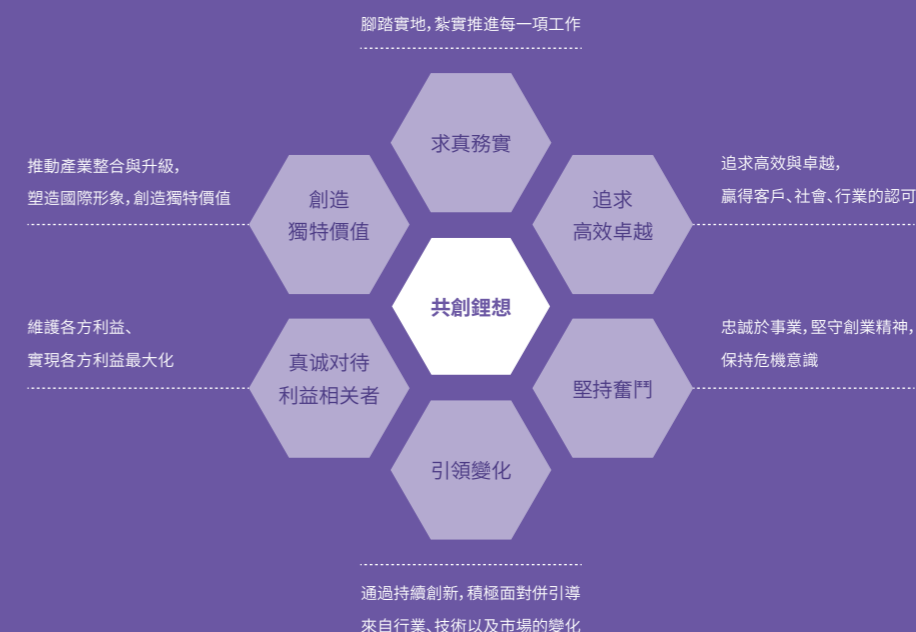 腳踏實地，紮實推進每一項工作
求真務實
推動產業整合與升級，
塑造國際形象，創造獨特價值
創造
獨特價值
追求
高效卓越
追求高效與卓越，
贏得客戶、社會、行業的認可
共創鋰想
維護各方利益、
實現各方利益最大化
真诚对待
利益相关者
堅持奮鬥
忠誠於事業，堅守創業精神，
保持危機意識
引領變化
通過持續創新，積極面對併引導
來自行業、技術以及市場的變化